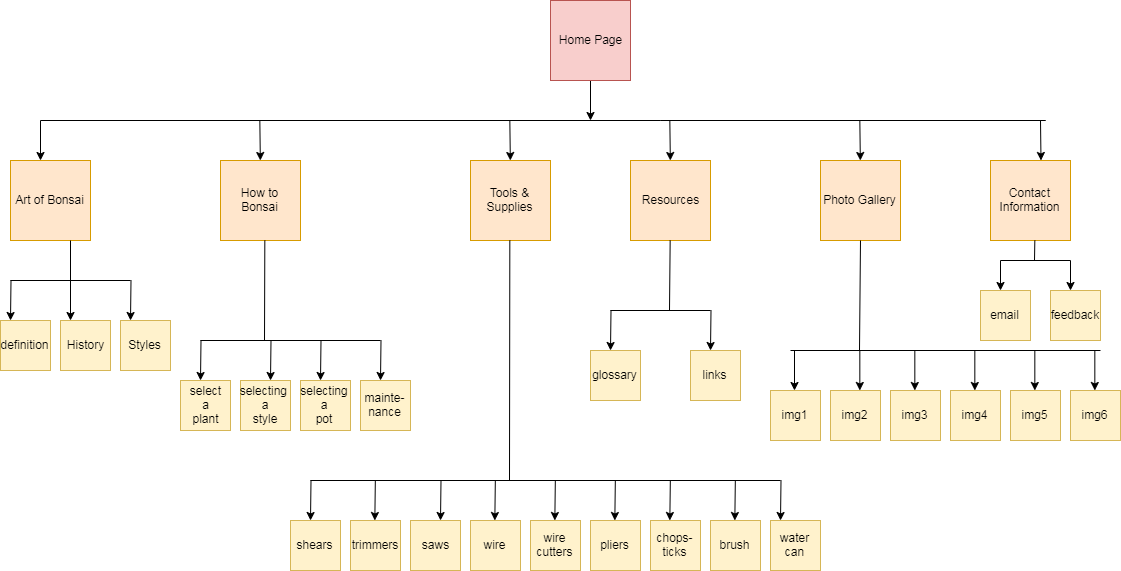 Home Page
Art of Bonsai
How to
Bonsai
Tools &
Supplies
Resources
Photo Gallery
Contact
Information
definition
History
Styles
select
a
plant
selecting
a
style
selecting
a
pot
mainte-
nance
glossary
links
email
feedback
img1
img2
img3
img4
img5
img6
shears
trimmers
saws
wire
wire
cutters
pliers
chops-
ticks
brush
water
can